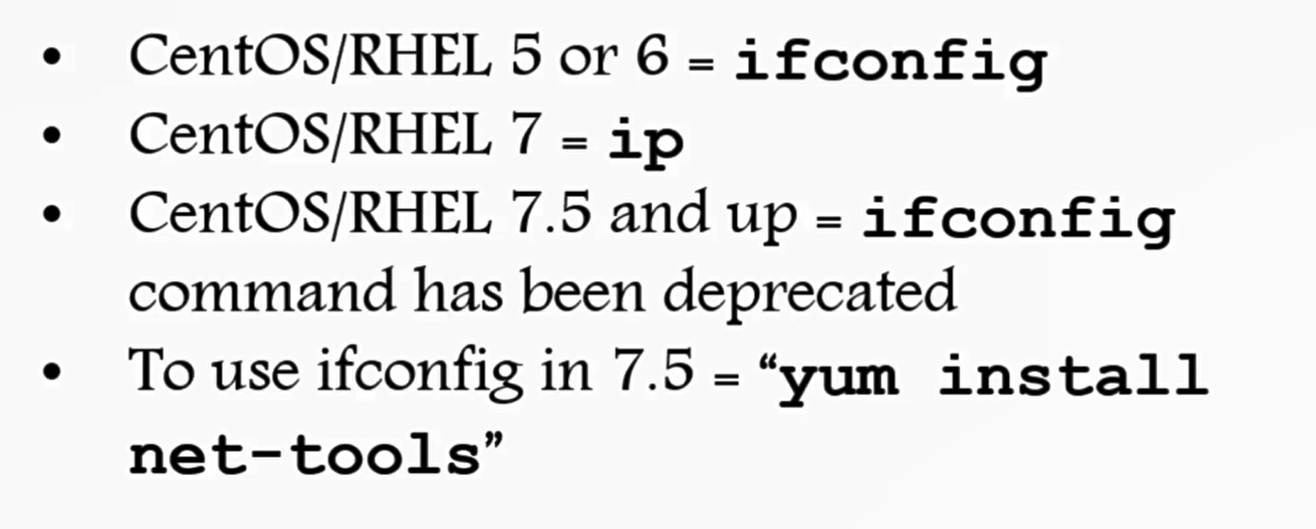 • CentOS/RHEL 5 or 6 = ifconfig
• CentOS/RHEL 7 = ip
• CentOS/RHEL 7.5 and up = ifconfig
command has been deprecated
• To use ifconfig in 7.5 = “yum install
net-tools”